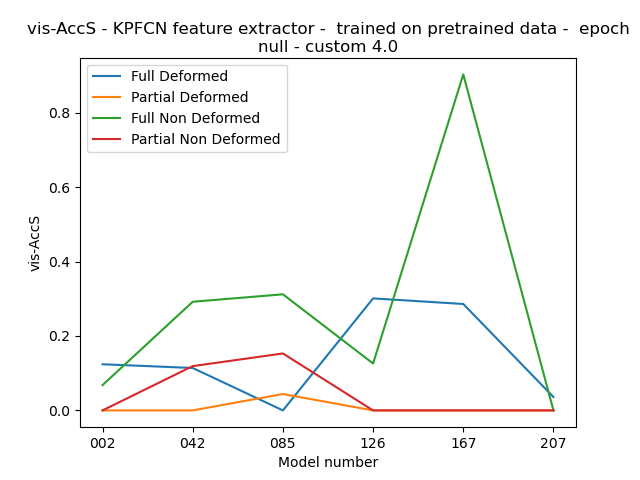 vis-AccS - KPFCN feature extractor -  trained on pretrained data -  epoch
null - custom 4.0
Full Deformed
Partial Deformed
Full Non Deformed
Partial Non Deformed
vis-AccS
0.8
0.6
0.4
0.2
0.0
002 042 085 126 167 207
Model number